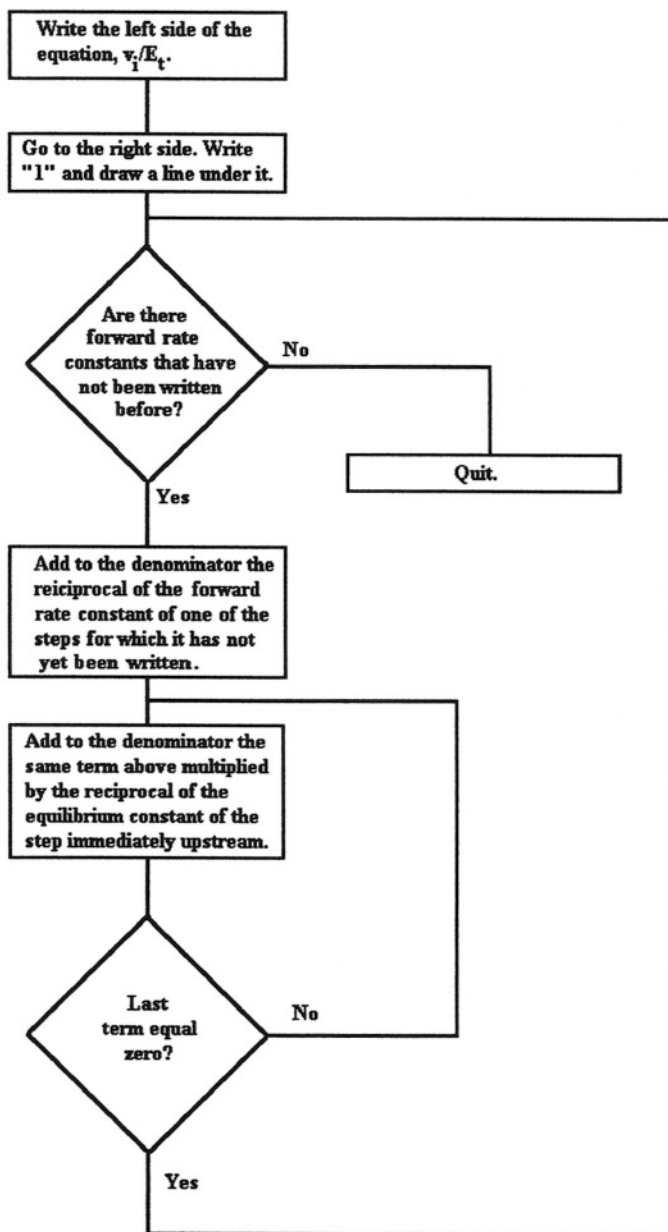 Write the left side of the
equation, vi/Et.
Go to the right side. Write
"1" and draw a line under it.
Are there
forward rate
constants that have
not been written
before?
No
Quit.
Yes
Add to the denominator the
reiciprocal of the forward
rate constant of one of the
steps for which it has not
yet been written.
Add to the denominator the
same term above multiplied
by the reciprocal of the
equilibrium constant of the
step immediately upstream.
Last
term equal
zero?
No
Yes